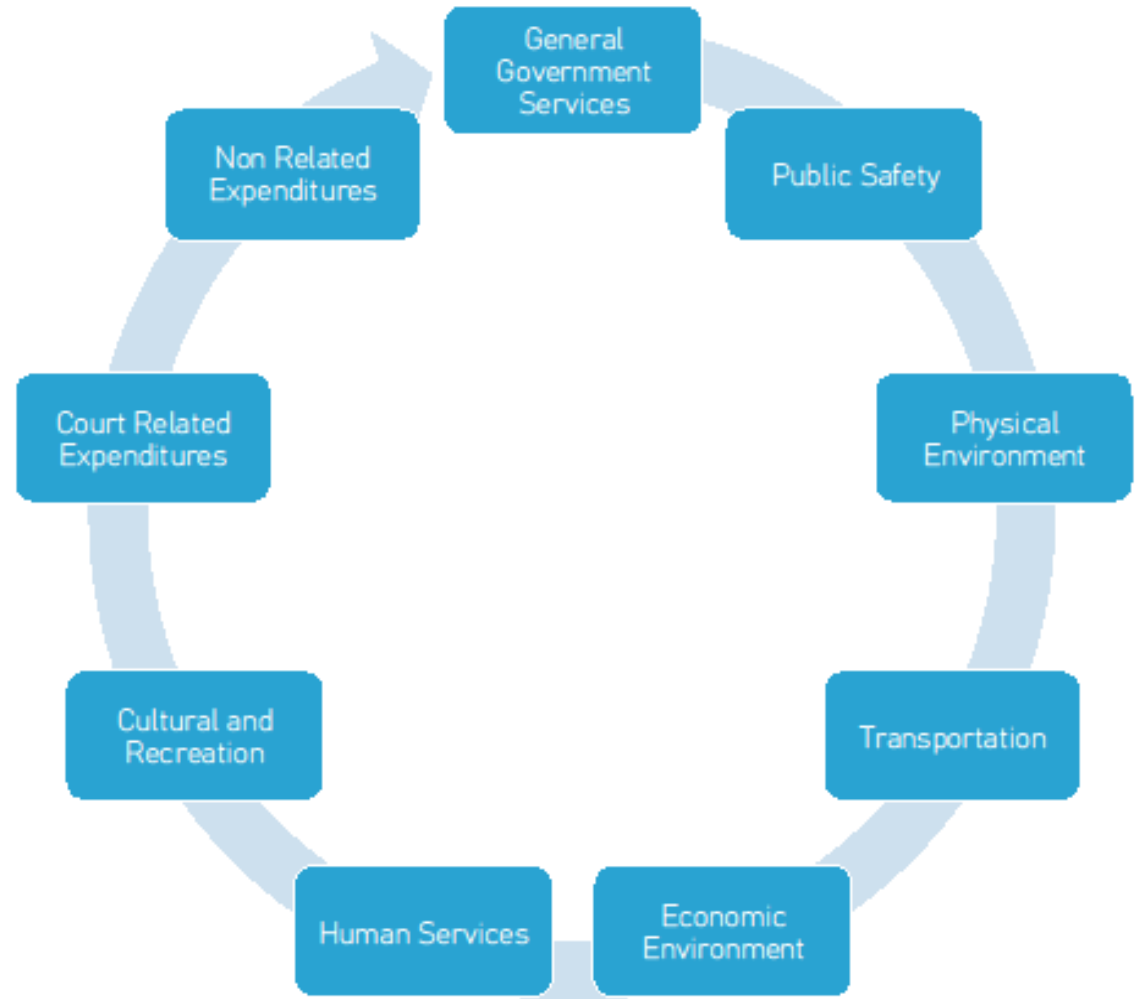 General
Government
Services
Public Safety
Physical
Environment
Transportation
Economic
Environment
Human Services
Cultural and
Recreation
Court Related
Expenditures
Non Related
Expenditures